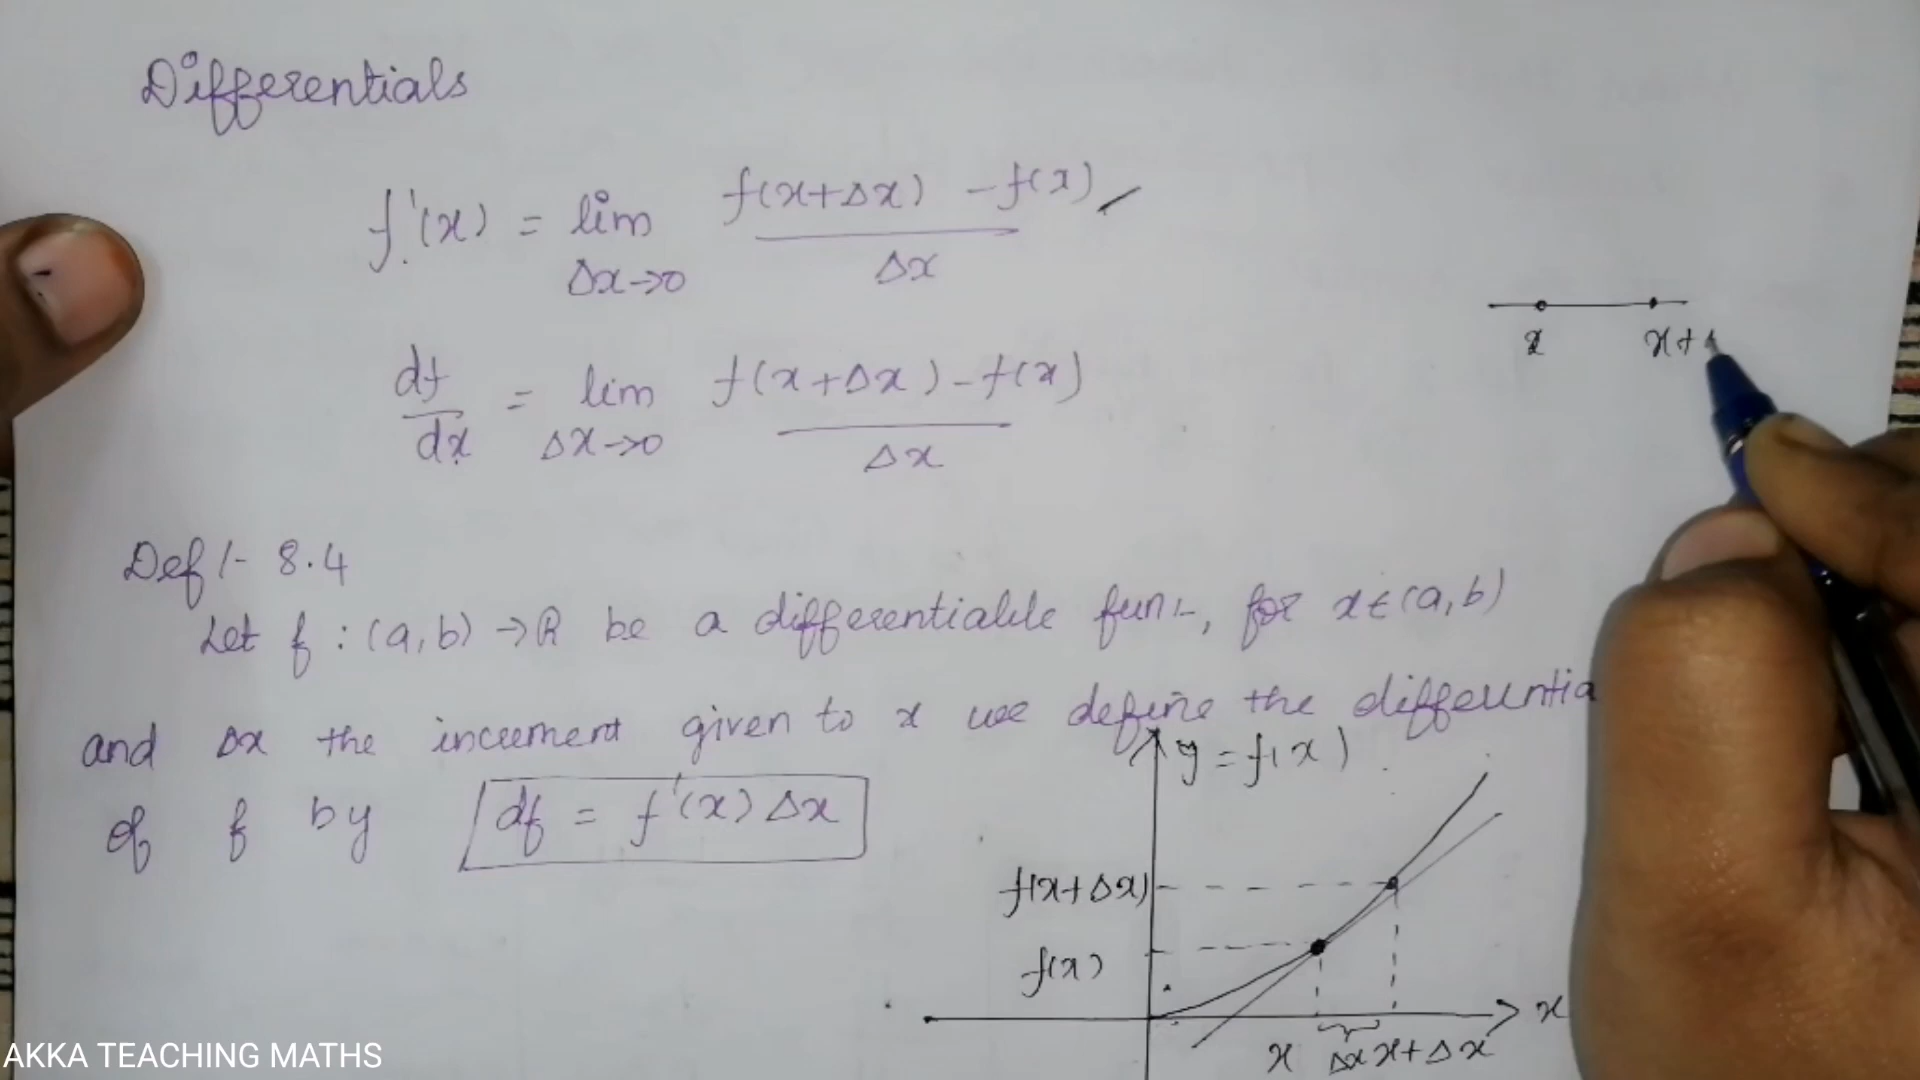 Differentials
f'(x) = lim Δx→0 f(x+Δx) - f(x) / Δx
x x+
df/dx = lim Δx→0 f(x+Δx) - f(x) / Δx
Def:- 8.4
Let f : (a,b) → R be a differentiable fun:-, for x ∈ (a,b)
and Δx the increment given to x we define the differentia
of f by df = f'(x) Δx
y = f(x)
f(x+Δx)
f(x)
x
x Δx x+Δx
AKKA TEACHING MATHS